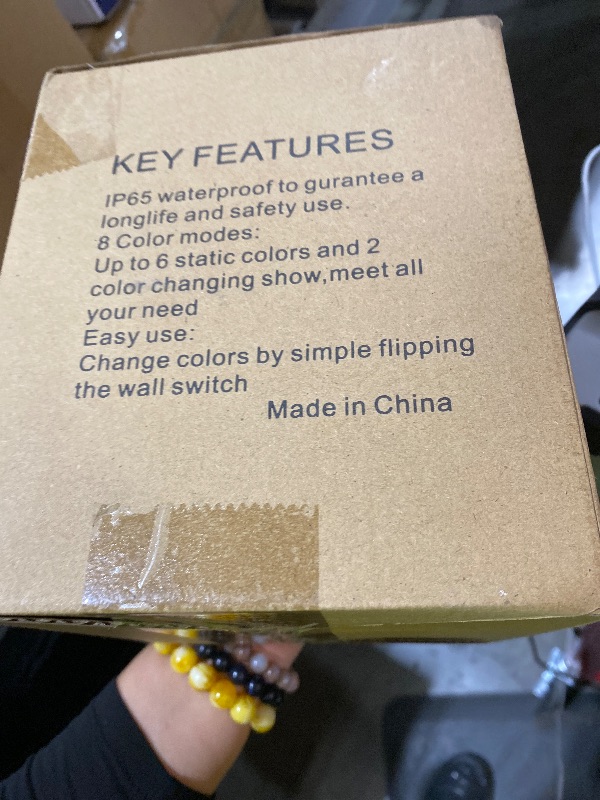 KEY FEATURES
IP65 waterproof to gurantee a
longlife and safety use.
8 Color modes:
Up to 6 static colors and 2
color changing show,meet all
your need
Easy use:
Change colors by simple flipping
the wall switch
Made in China